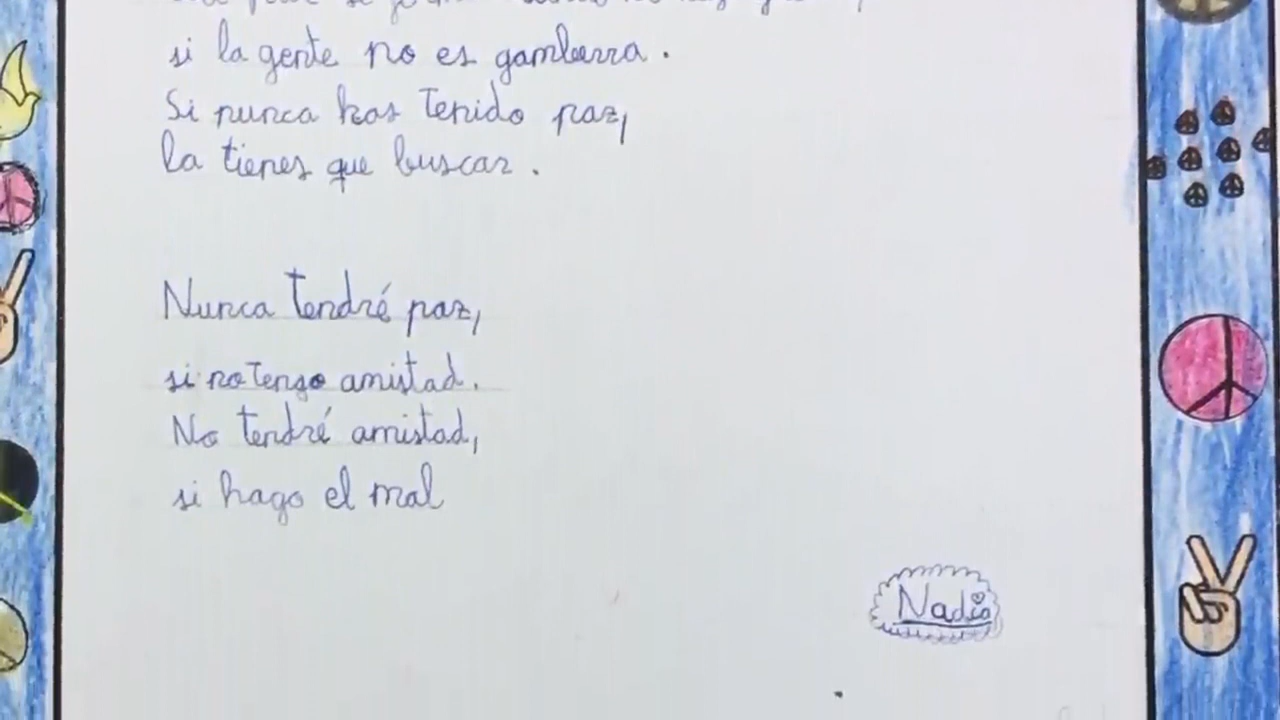 si la gente no es gamberra.
Si nunca has tenido paz,
la tienes que buscar.
Nunca tendré paz,
si no tengo amistad.
No tendré amistad,
si hago el mal
Nadia